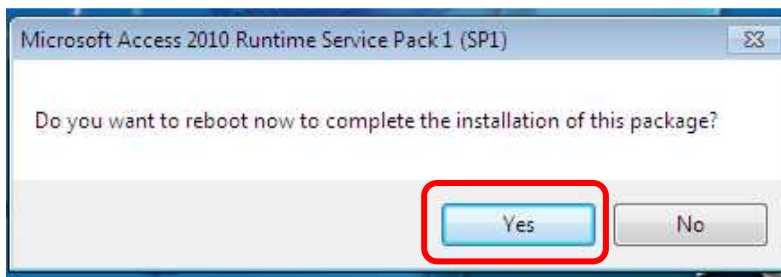 Microsoft Access 2010 Runtime Service Pack 1 (SP1)
Do you want to reboot now to complete the installation of this package?
Yes
No